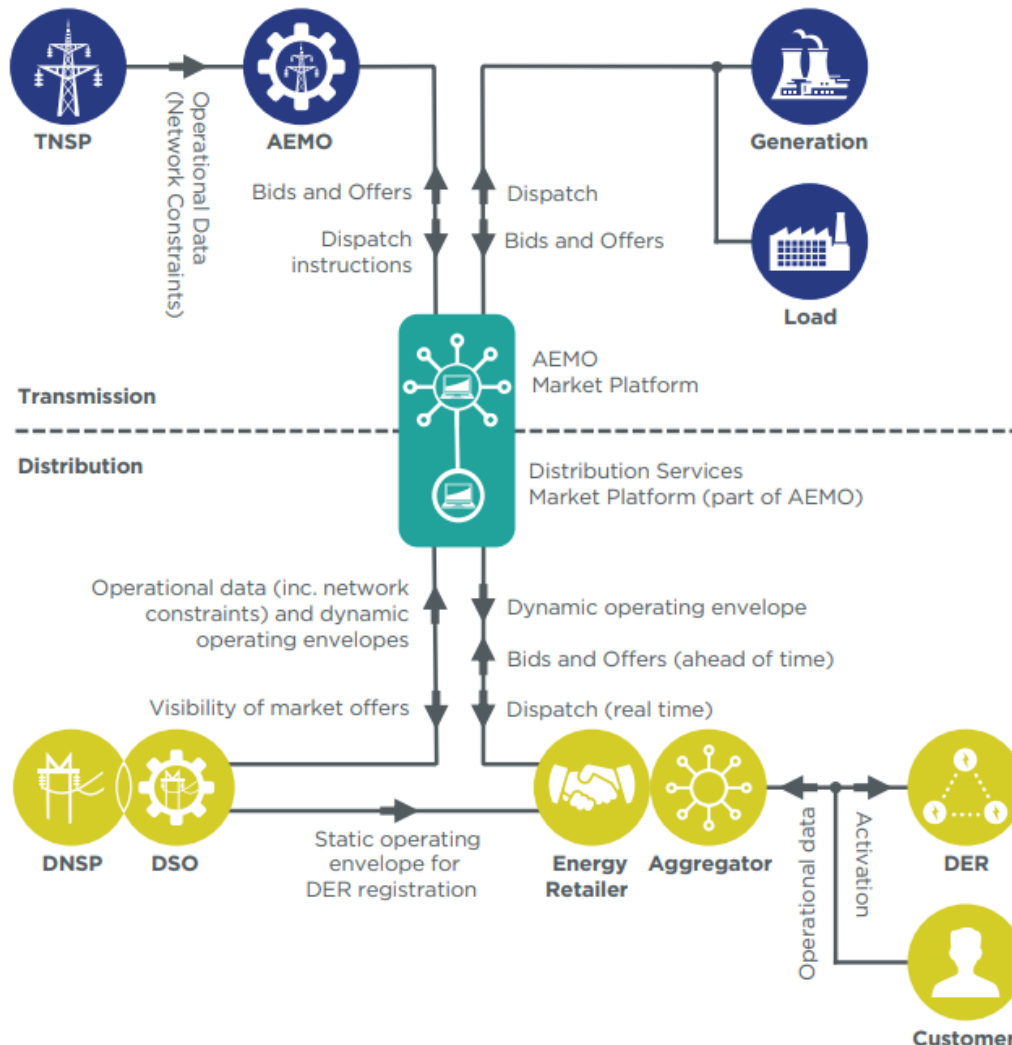 TNSP
Operational Data
(Network Constraints)
AEMO
Generation
Bids and Offers
Dispatch
instructions
Dispatch
Bids and Offers
Load
AEMO
Market Platform
Transmission
Distribution
Distribution Services
Market Platform (part of AEMO)
Operational data (inc. network
constraints) and dynamic
operating envelopes
Visibility of market offers
Dynamic operating envelope
Bids and Offers (ahead of time)
Dispatch (real time)
DNSP
DSO
Static operating
envelope for
DER registration
Energy
Retailer
Aggregator
Operational data
Activation
DER
Customer